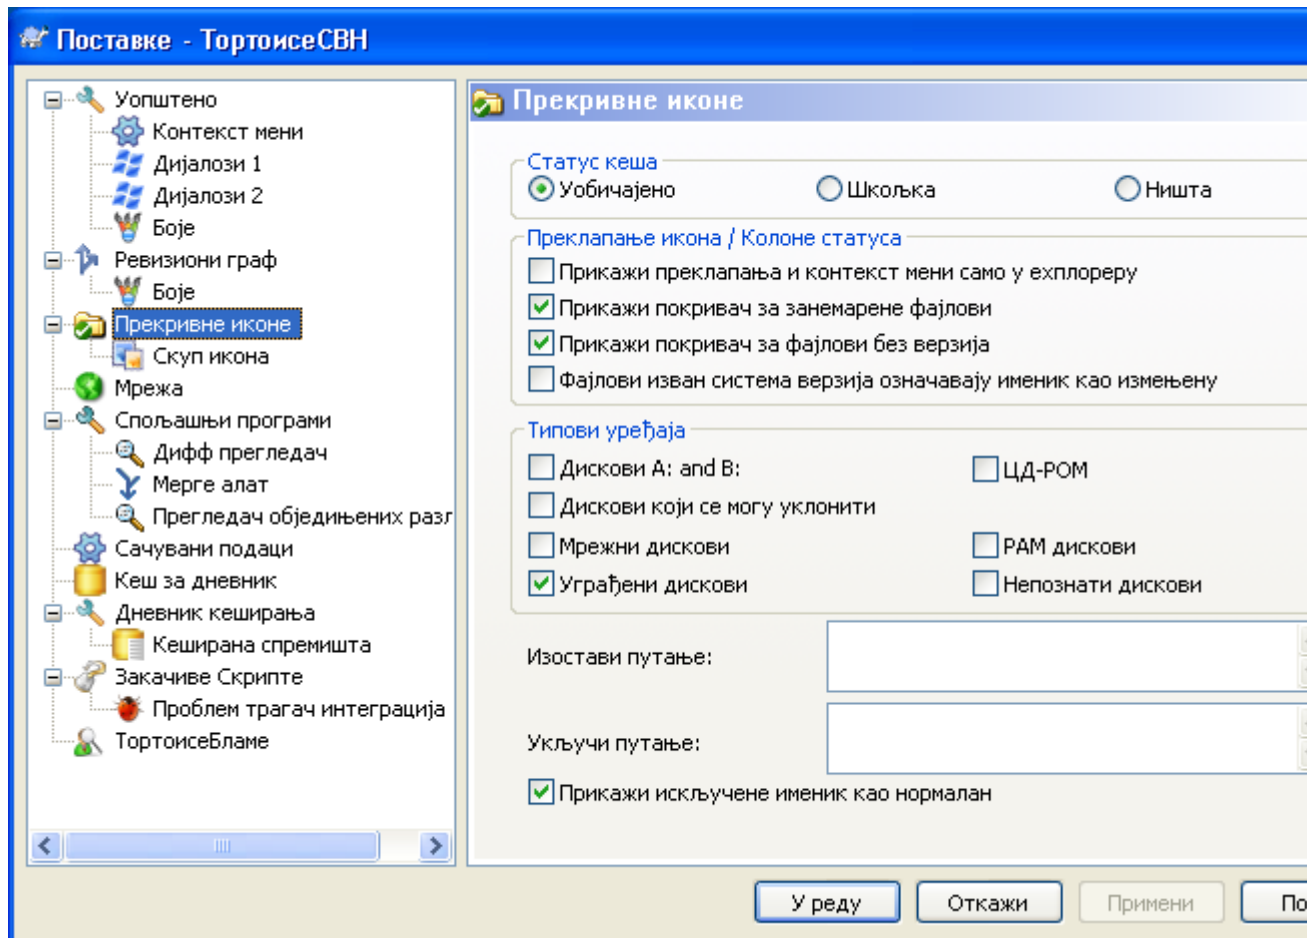 Поставке - ТортоисеСВН
Уопштено
Контекст мени
Дијалози 1
Дијалози 2
Боје
Ревизиони граф
Боје
Прекривне иконе
Скуп икона
Мрежа
Спољашњи програми
Дифф прегледач
Мерге алат
Прегледач обједињених разл
Сачувани подаци
Кеш за дневник
Дневник кеширања
Кеширана спремишта
Закачиве Скрипте
Проблем трагач интеграција
ТортоисеБламе
Прекривне иконе
Статус кеша
Уобичајено Шкољка Ништа
Преклапање икона / Колоне статуса
Прикажи преклапања и контекст мени само у еxплореру
Прикажи покривач за занемарене фајлови
Прикажи покривач за фајлови без верзија
Фајлови изван система верзија означавају именик као измењену
Типови уређаја
Дискови A: and B: ЦД-РОМ
Дискови који се могу уклонити
Мрежни дискови РАМ дискови
Уграђени дискови Непознати дискови
Изостави путање:
Укључи путање:
Прикажи искључене именик као нормалан
У реду Откажи Примени По